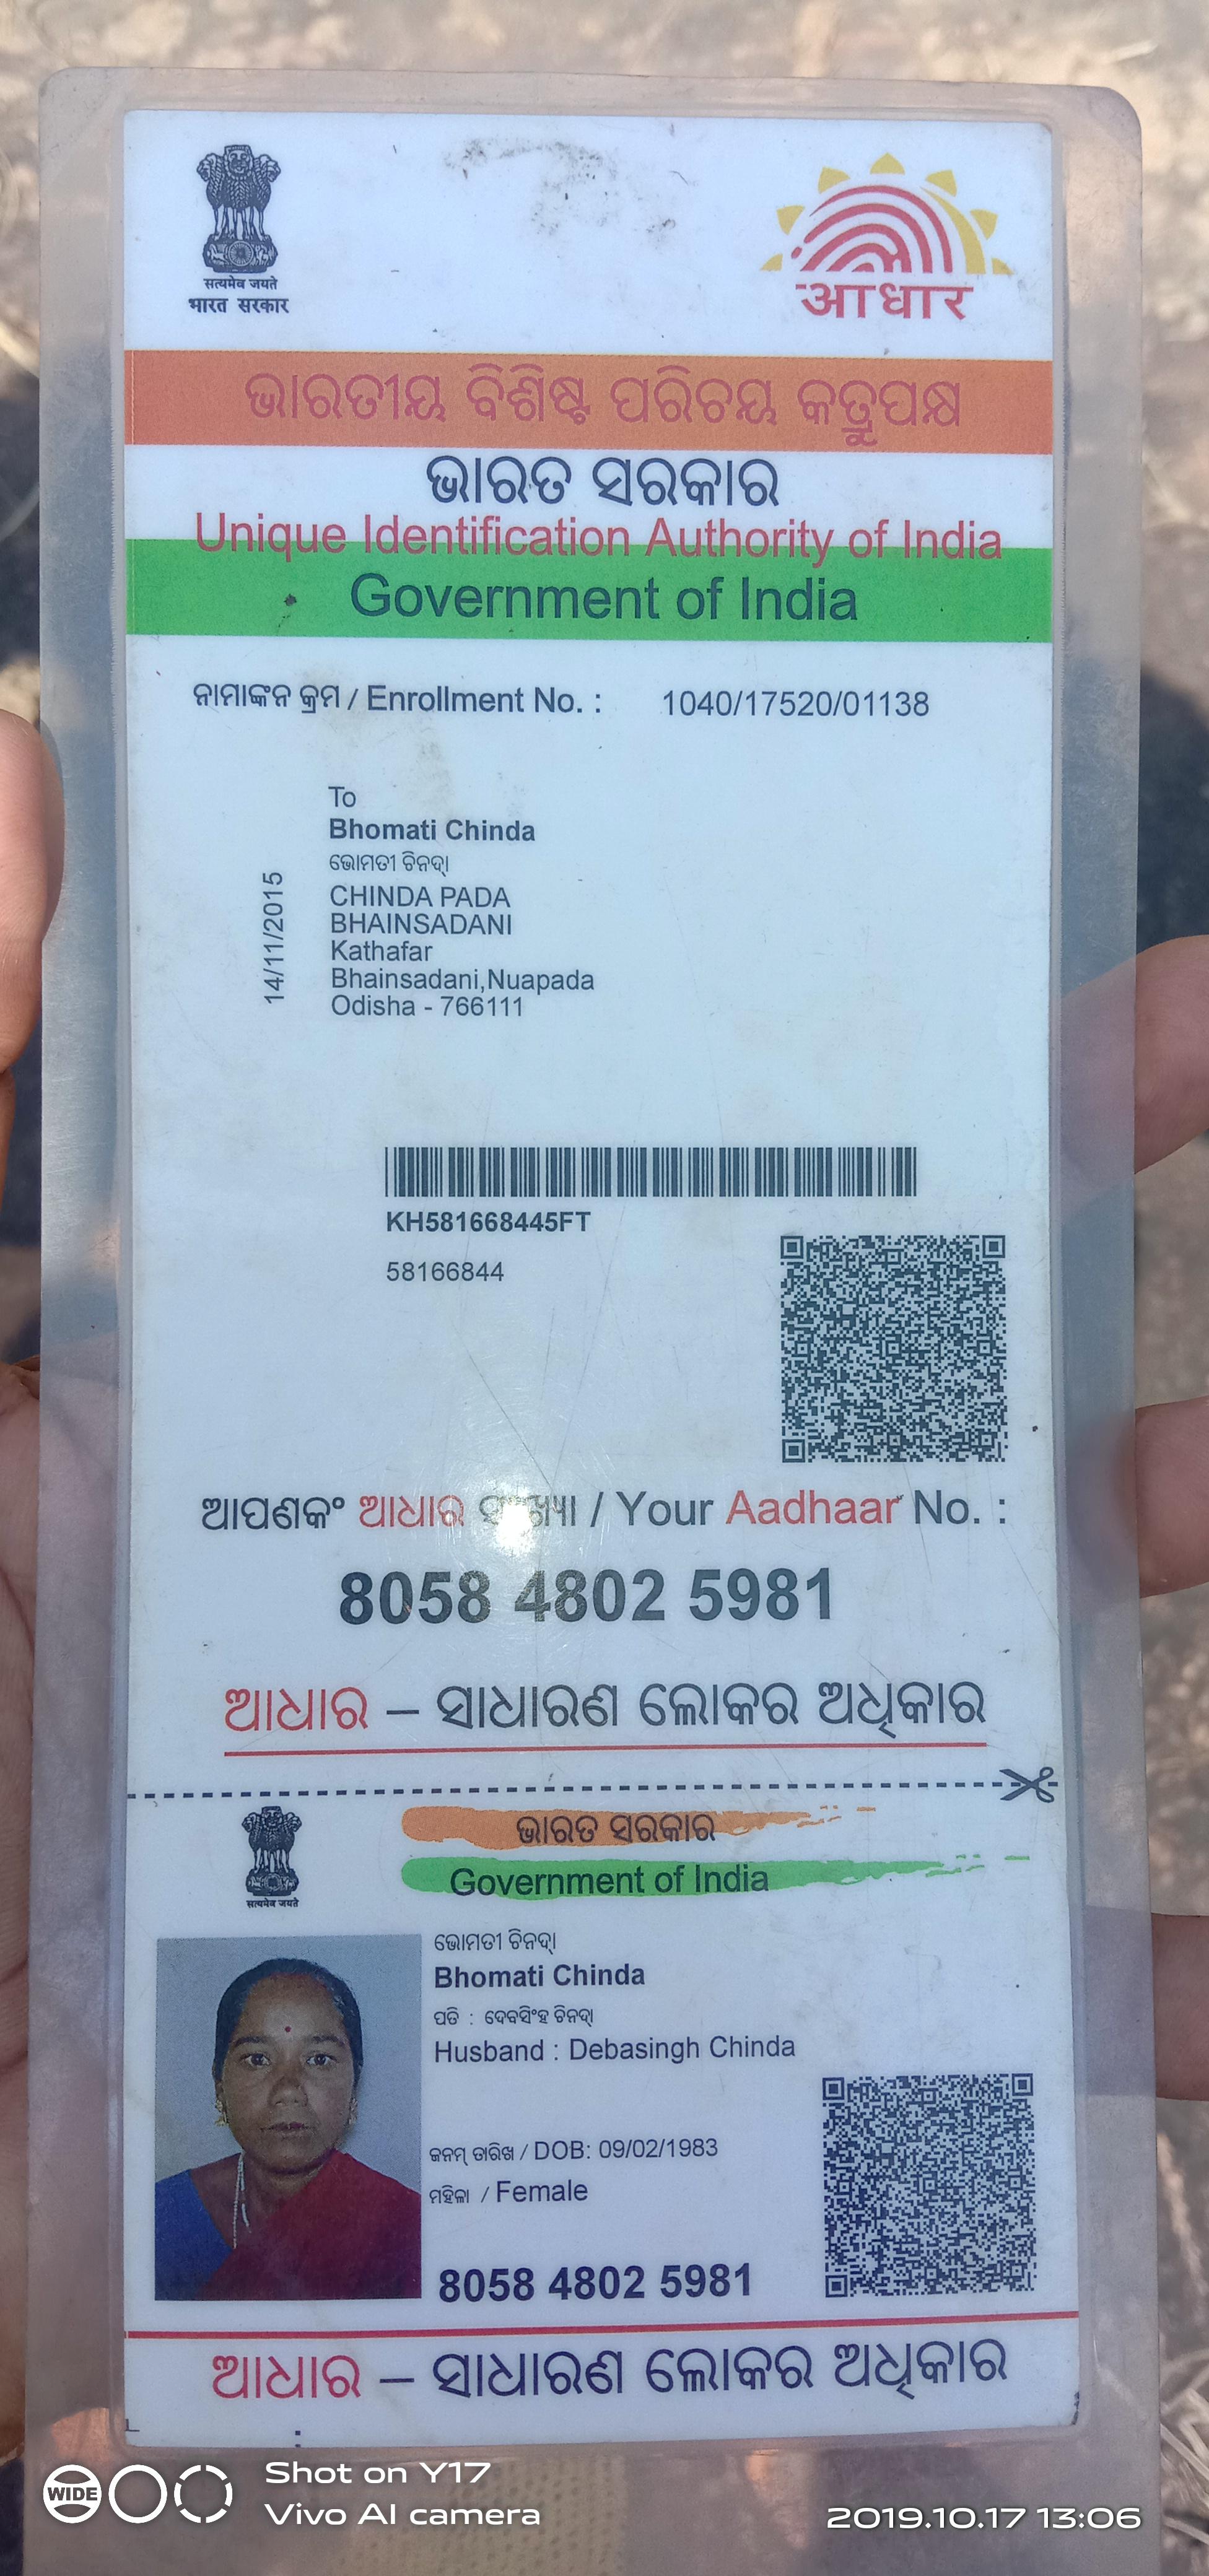 सत्यमेव जयते
भारत सरकार
आधार
ଭାରତୀୟ ବିଶିଷ୍ଟ ପରିଚୟ କତ୍ରୁପକ୍ଷ
ଭାରତ ସରକାର
Unique Identification Authority of India
Government of India
ନାମାଙ୍କନ କ୍ରମ / Enrollment No. : 1040/17520/01138
To
Bhomati Chinda
ଭୋମତୀ ଚିନଦ୍ା
CHINDA PADA
BHAINSADANI
Kathafar
Bhainsadani,Nuapada
Odisha - 766111
14/11/2015
KH581668445FT
58166844
ଆପଣକଂ ଆଧାର / Your Aadhaar No. :
8058 4802 5981
ଆଧାର – ସାଧାରଣ ଲୋକର ଅଧିକାର
सत्यमेव जयते
ଭାରତ ସରକାର
Government of India
ଭୋମତୀ ଚିନଦ୍ା
Bhomati Chinda
ପତି : ଦେବସିଂହ ଚିନଦ୍ା
Husband : Debasingh Chinda
ଜନମ୍ ତାରିଖ / DOB: 09/02/1983
ମହିଳା / Female
8058 4802 5981
ଆଧାର – ସାଧାରଣ ଲୋକର ଅଧିକାର
WIDE
Shot on Y17
Vivo AI camera
2019.10.17 13:06